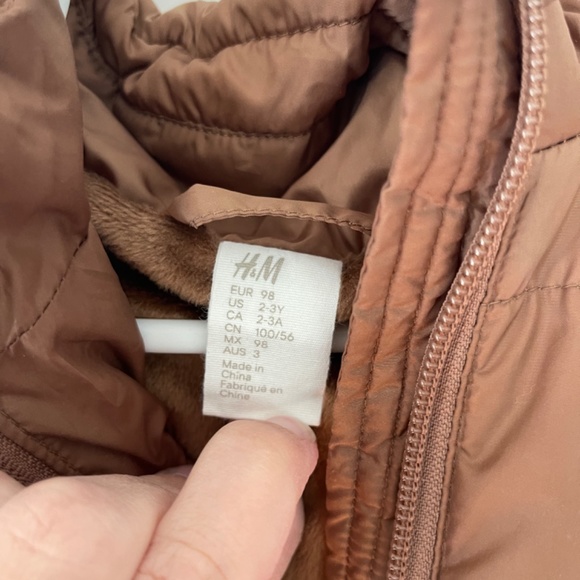 H&M
EUR 98
US 2-3Y
CA 2-3A
CN 100/56
MX 98
AUS 3
Made in
China
Fabriqué en
Chine